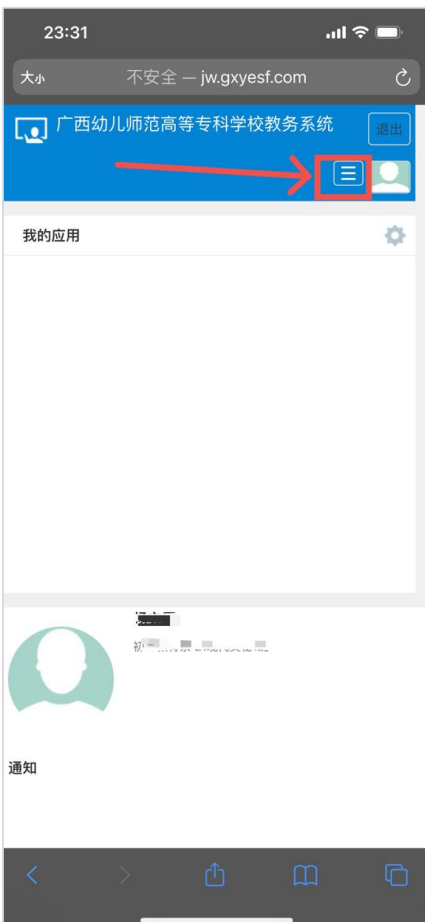 23:31
大小 不安全 — jw.gxyesf.com
广西幼儿师范高等专科学校教务系统 退出
我的应用
通知